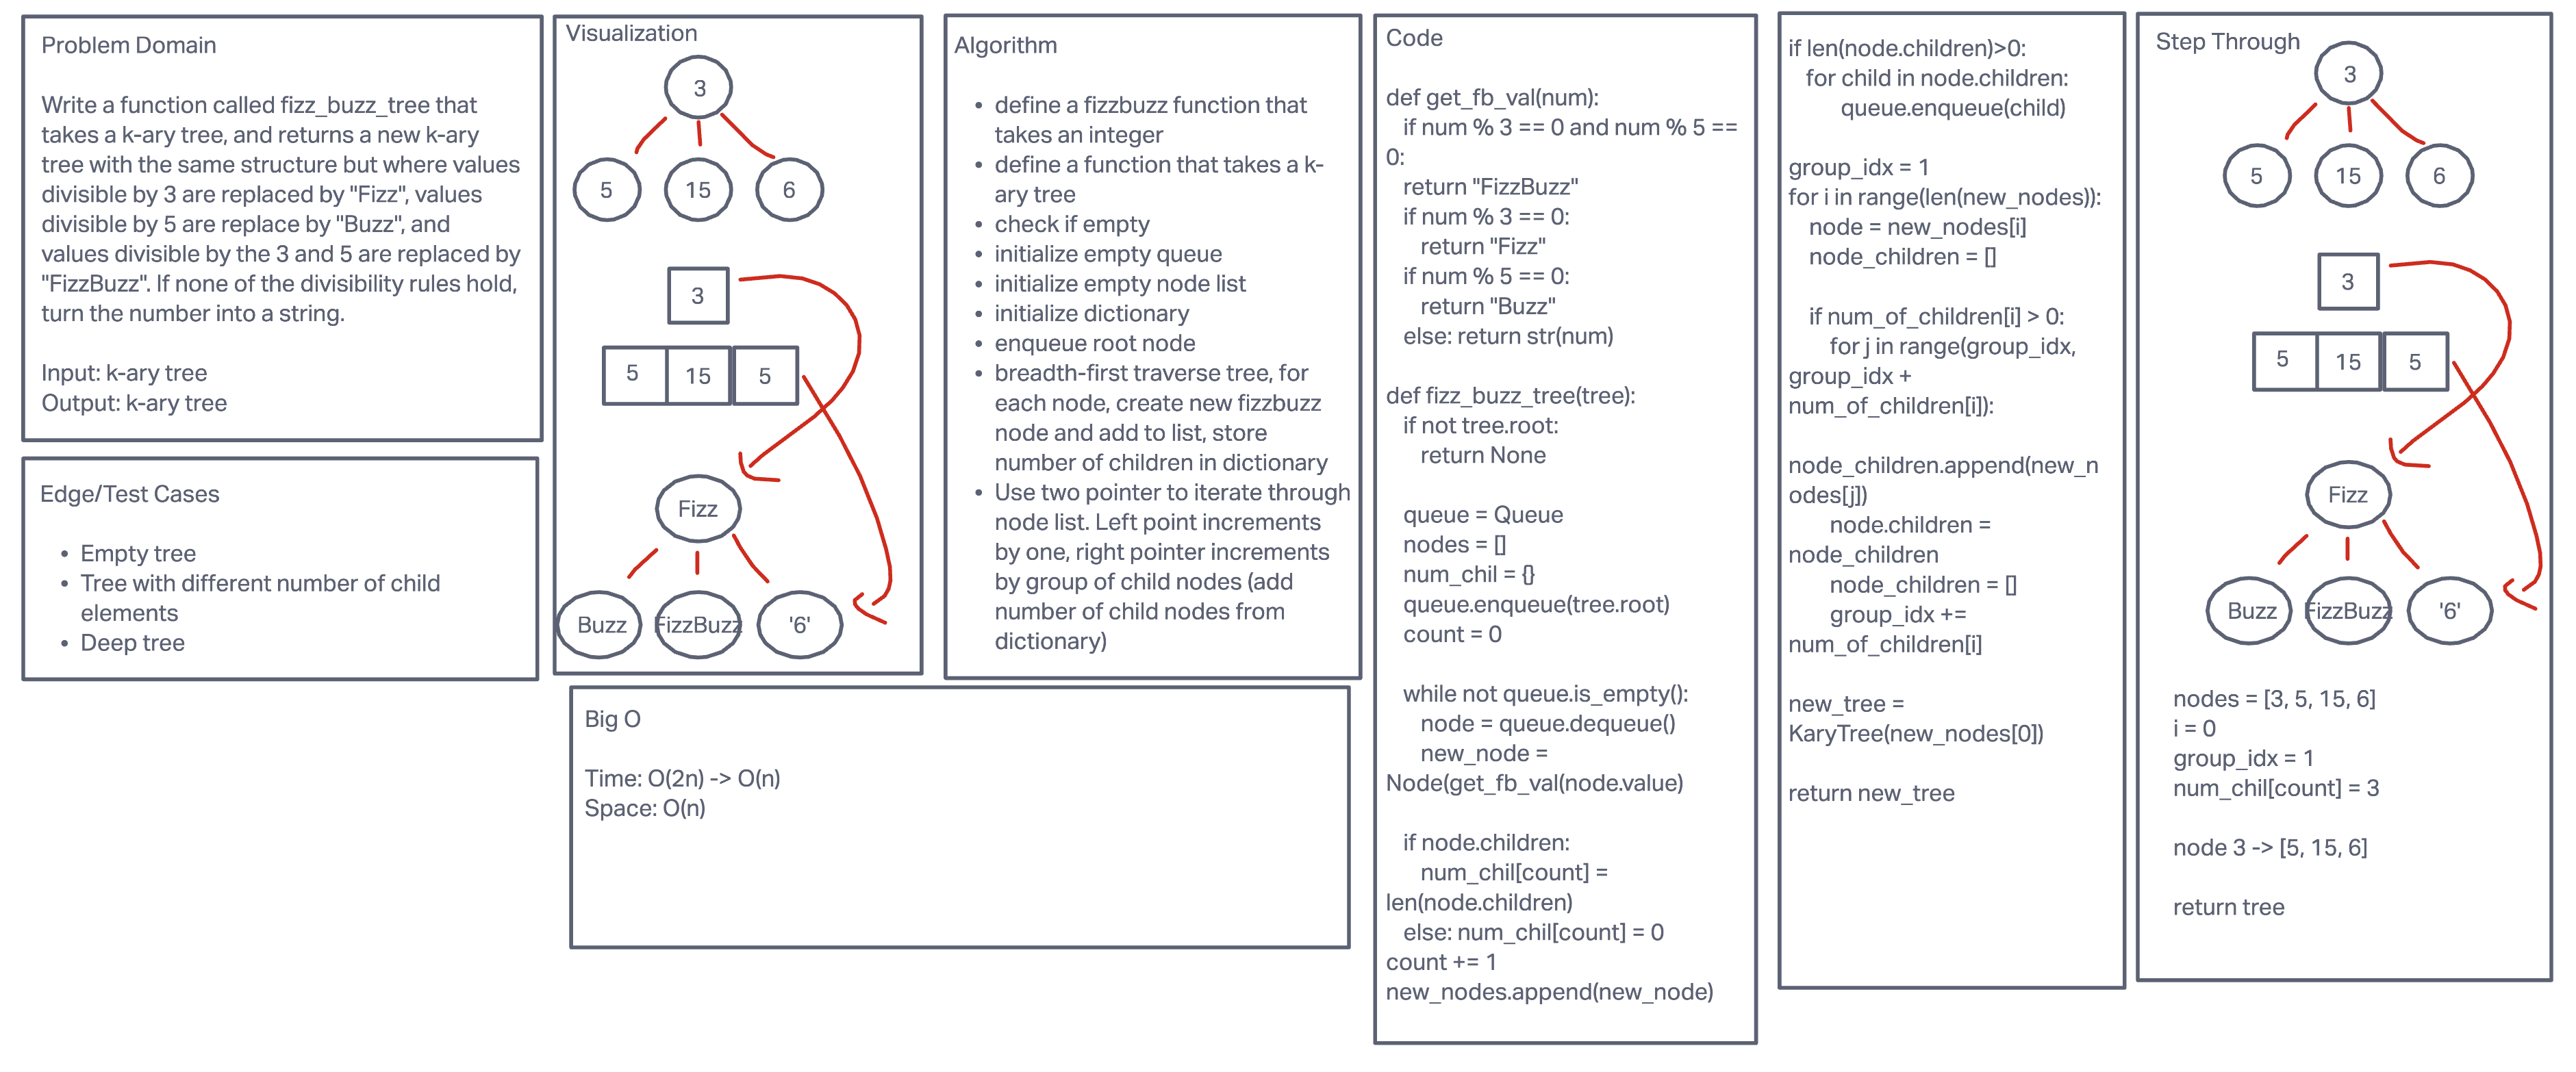 Problem Domain
Write a function called fizz_buzz_tree that
takes a k-ary tree, and returns a new k-ary
tree with the same structure but where values
divisible by 3 are replaced by "Fizz", values
divisible by 5 are replace by "Buzz", and
values divisible by the 3 and 5 are replaced by
"FizzBuzz". If none of the divisibility rules hold,
turn the number into a string.
Input: k-ary tree
Output: k-ary tree
Edge/Test Cases
• Empty tree
• Tree with different number of child
elements
• Deep tree
Visualization
3
5 15 6
3
5 15 5
Fizz
Buzz FizzBuzz '6'
Big O
Time: O(2n) -> O(n)
Space: O(n)
Algorithm
• define a fizzbuzz function that
takes an integer
• define a function that takes a k-
ary tree
• check if empty
• initialize empty queue
• initialize empty node list
• initialize dictionary
• enqueue root node
• breadth-first traverse tree, for
each node, create new fizzbuzz
node and add to list, store
number of children in dictionary
• Use two pointer to iterate through
node list. Left point increments
by one, right pointer increments
by group of child nodes (add
number of child nodes from
dictionary)
Code
def get_fb_val(num):
if num % 3 == 0 and num % 5 ==
0:
return "FizzBuzz"
if num % 3 == 0:
return "Fizz"
if num % 5 == 0:
return "Buzz"
else: return str(num)
def fizz_buzz_tree(tree):
if not tree.root:
return None
queue = Queue
nodes = []
num_chil = {}
queue.enqueue(tree.root)
count = 0
while not queue.is_empty():
node = queue.dequeue()
new_node =
Node(get_fb_val(node.value)
if node.children:
num_chil[count] =
len(node.children)
else: num_chil[count] = 0
count += 1
new_nodes.append(new_node)
if len(node.children)>0:
for child in node.children:
queue.enqueue(child)
group_idx = 1
for i in range(len(new_nodes)):
node = new_nodes[i]
node_children = []
if num_of_children[i] > 0:
for j in range(group_idx,
group_idx +
num_of_children[i]):
node_children.append(new_n
odes[j])
node.children =
node_children
node_children = []
group_idx +=
num_of_children[i]
new_tree =
KaryTree(new_nodes[0])
return new_tree
Step Through
3
5 15 6
3
5 15 5
Fizz
Buzz FizzBuzz '6'
nodes = [3, 5, 15, 6]
i = 0
group_idx = 1
num_chil[count] = 3
node 3 -> [5, 15, 6]
return tree